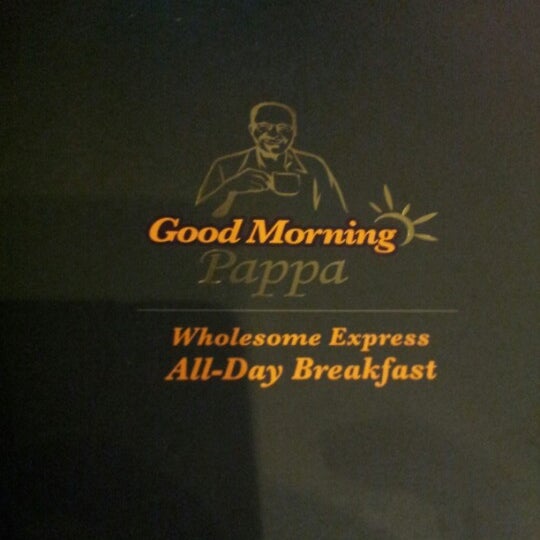 Good Morning
Pappa
Wholesome Express
All-Day Breakfast